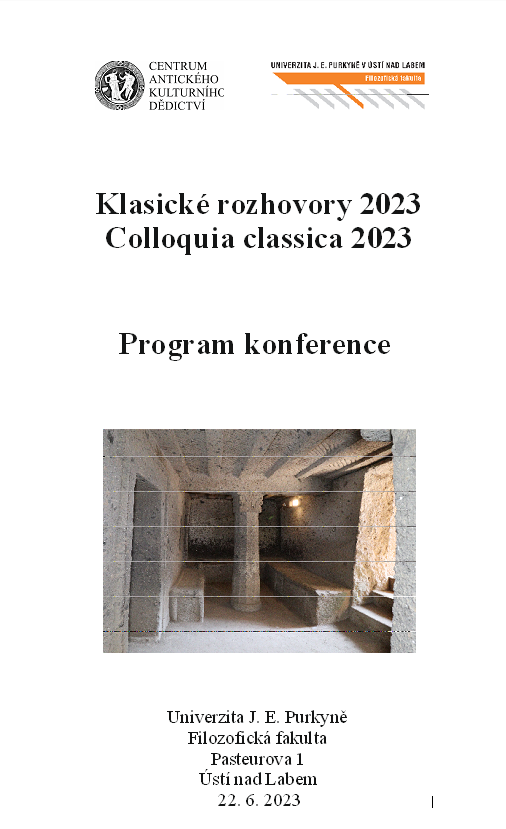 CENTRUM
ANTICKÉHO
KULTURNÍHO
DĚDICTVÍ
UNIVERZITA J. E. PURKYNĚ V ÚSTÍ NAD LABEM
Filozofická fakulta
Klasické rozhovory 2023
Colloquia classica 2023
Program konference
Univerzita J. E. Purkyně
Filozofická fakulta
Pasteurova 1
Ústí nad Labem
22. 6. 2023